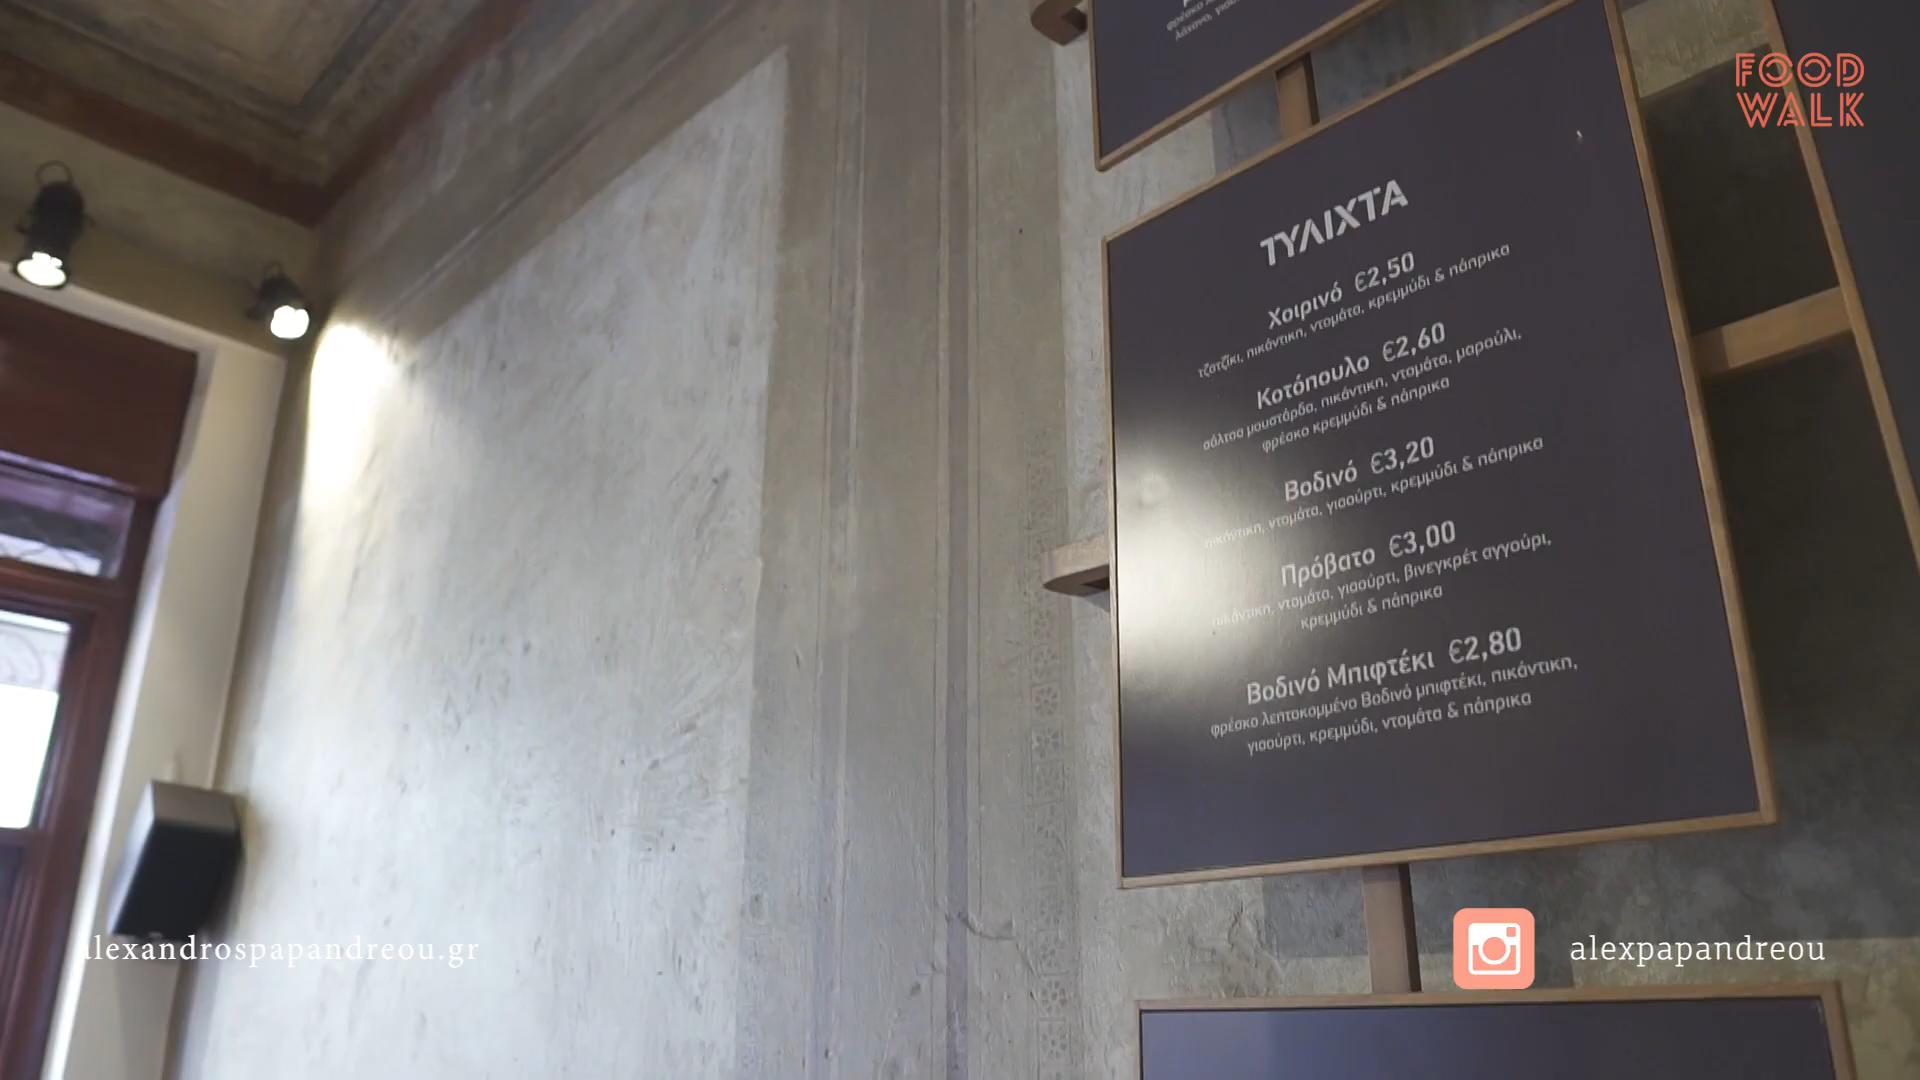 φρέσκο
λάχανο,
FOOD
WALK
ΤΥΛΙΧΤΑ
Χοιρινό €2,50
τζατζίκι, πικάντικη, ντομάτα, κρεμμύδι & πάπρικα
Κοτόπουλο €2,60
σάλτσα μουστάρδα, πικάντικη, ντομάτα, μαρούλι,
φρέσκο κρεμμύδι & πάπρικα
Βοδινό €3,20
πικάντικη, ντομάτα, γιαούρτι, κρεμμύδι & πάπρικα
Πρόβατο €3,00
πικάντικη, ντομάτα, γιαούρτι, βινεγκρέτ αγγούρι,
κρεμμύδι & πάπρικα
Βοδινό Μπιφτέκι €2,80
φρέσκο λεπτοκομμένο Βοδινό μπιφτέκι, πικάντικη,
γιαούρτι, κρεμμύδι, ντομάτα & πάπρικα
alexandrospapandreou.gr
alexpapandreou